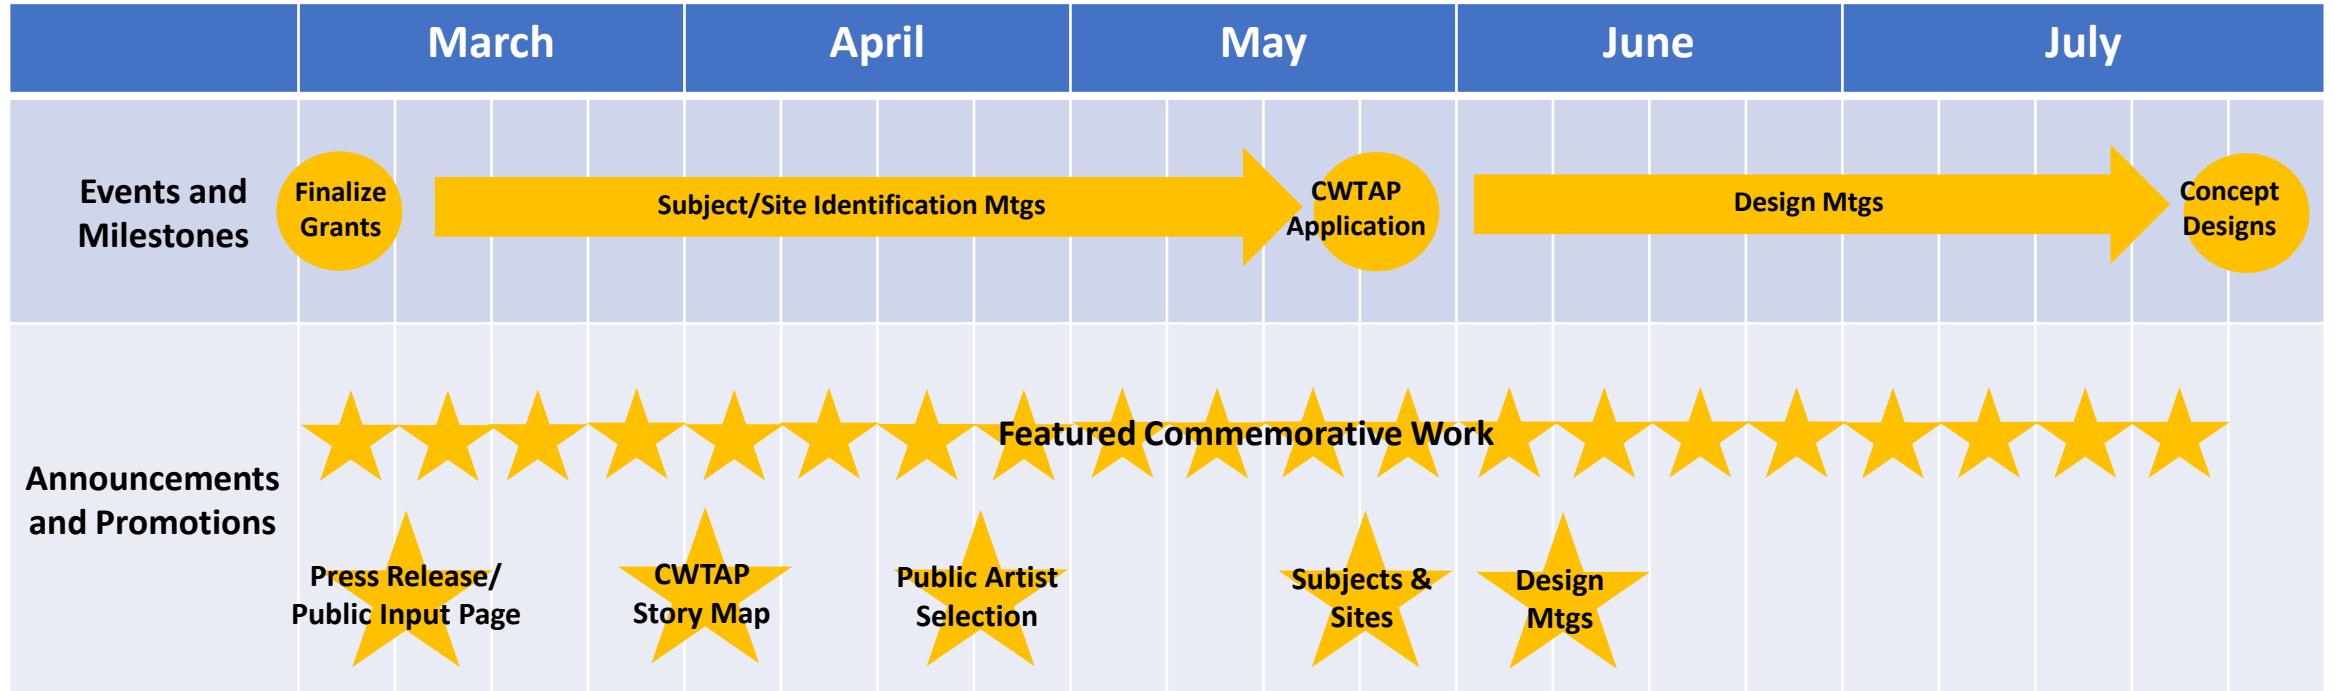 March
April
May
June
July
Events and
Milestones
Finalize
Grants
Subject/Site Identification Mtgs
CWTAP
Application
Design Mtgs
Concept
Designs
Announcements
and Promotions
Featured Commemorative Work
Press Release/
Public Input Page
CWTAP
Story Map
Public Artist
Selection
Subjects &
Sites
Design
Mtgs